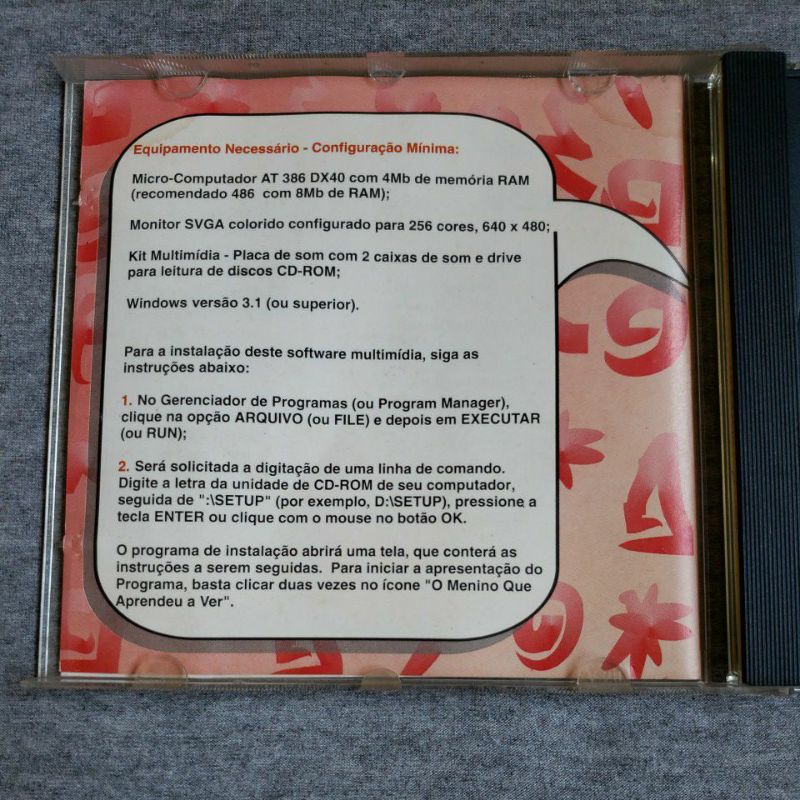 Equipamento Necessário - Configuração Mínima:
Micro-Computador AT 386 DX40 com 4Mb de memória RAM
(recomendado 486 com 8Mb de RAM);
Monitor SVGA colorido configurado para 256 cores, 640 x 480;
Kit Multimídia - Placa de som com 2 caixas de som e drive
para leitura de discos CD-ROM;
Windows versão 3.1 (ou superior).
Para a instalação deste software multimídia, siga as
instruções abaixo:
1. No Gerenciador de Programas (ou Program Manager),
clique na opção ARQUIVO (ou FILE) e depois em EXECUTAR
(ou RUN);
2. Será solicitada a digitação de uma linha de comando.
Digite a letra da unidade de CD-ROM de seu computador,
seguida de ":\SETUP" (por exemplo, D:\SETUP), pressione a
tecla ENTER ou clique com o mouse no botão OK.
O programa de instalação abrirá uma tela, que conterá as
instruções a serem seguidas. Para iniciar a apresentação do
Programa, basta clicar duas vezes no ícone "O Menino Que
Aprendeu a Ver".